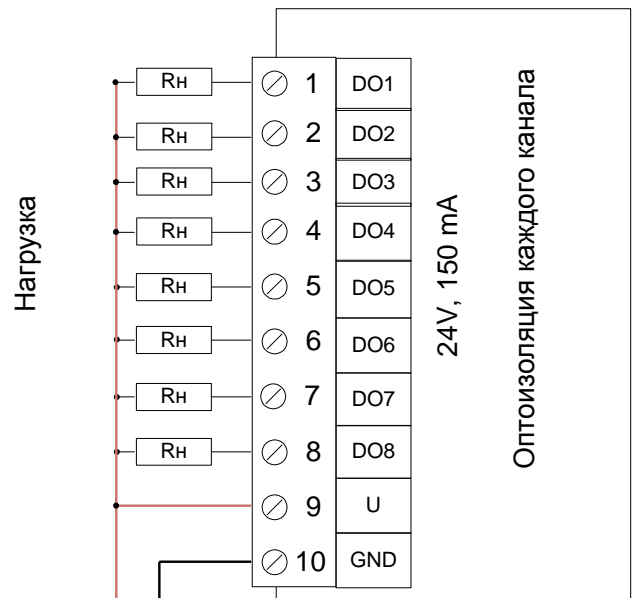 Нагрузка
Rн 1 DO1
Rн 2 DO2
Rн 3 DO3
Rн 4 DO4
Rн 5 DO5
Rн 6 DO6
Rн 7 DO7
Rн 8 DO8
9 U
10 GND
24V, 150 mA
Оптоизоляция каждого канала